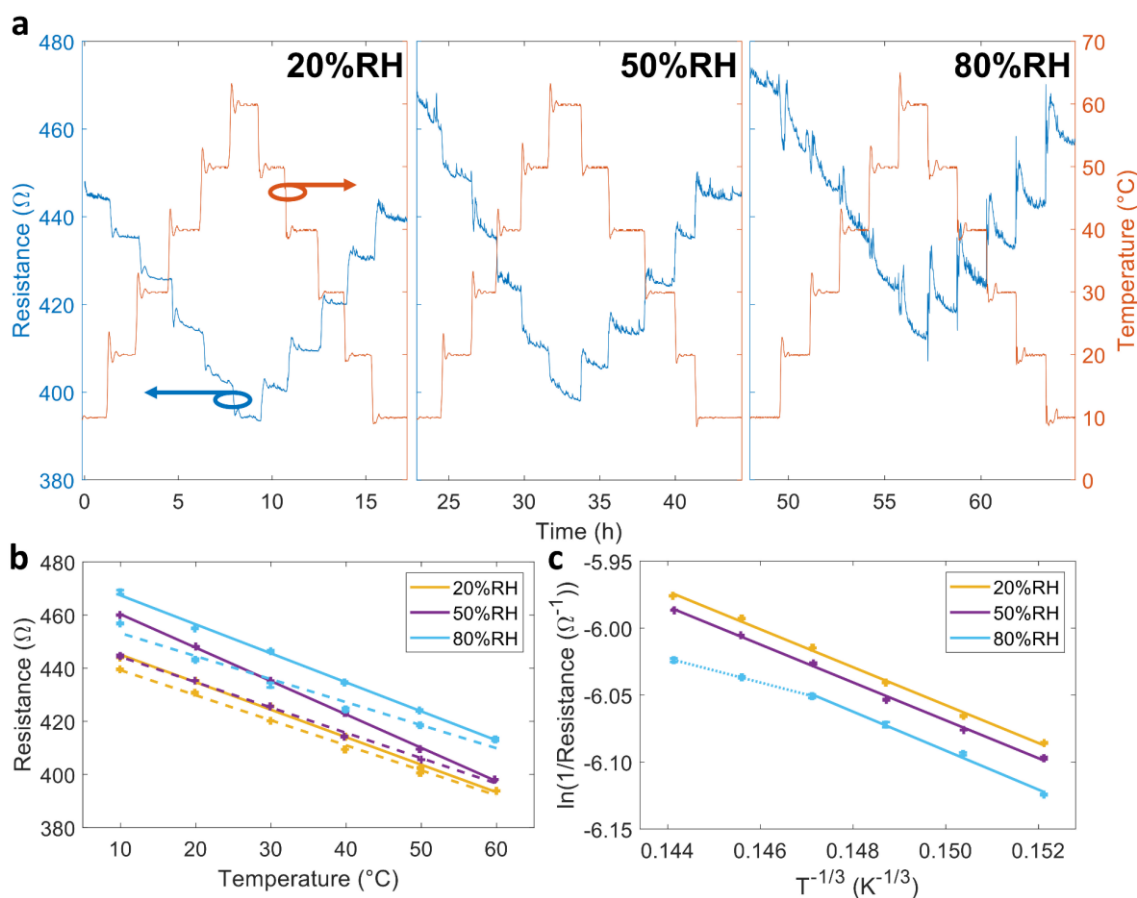 a
20%RH
50%RH
80%RH
480
460
440
420
400
380
Resistance (Ω)
70
60
50
40
30
20
10
0
Temperature (°C)
0 5 10 15 25 30 35 40 50 55 60
Time (h)
b
480
460
440
420
400
380
Resistance (Ω)
20%RH
50%RH
80%RH
10 20 30 40 50 60
Temperature (°C)
c
-5.95
-6.00
-6.05
-6.10
-6.15
ln(1/Resistance (Ω⁻¹))
20%RH
50%RH
80%RH
0.144 0.146 0.148 0.150 0.152
T⁻¹/³ (K⁻¹/³)